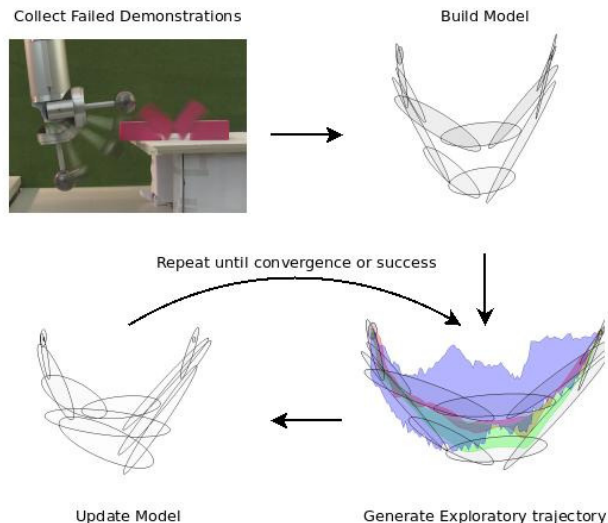 Collect Failed Demonstrations
Build Model
Repeat until convergence or success
Update Model
Generate Exploratory trajectory